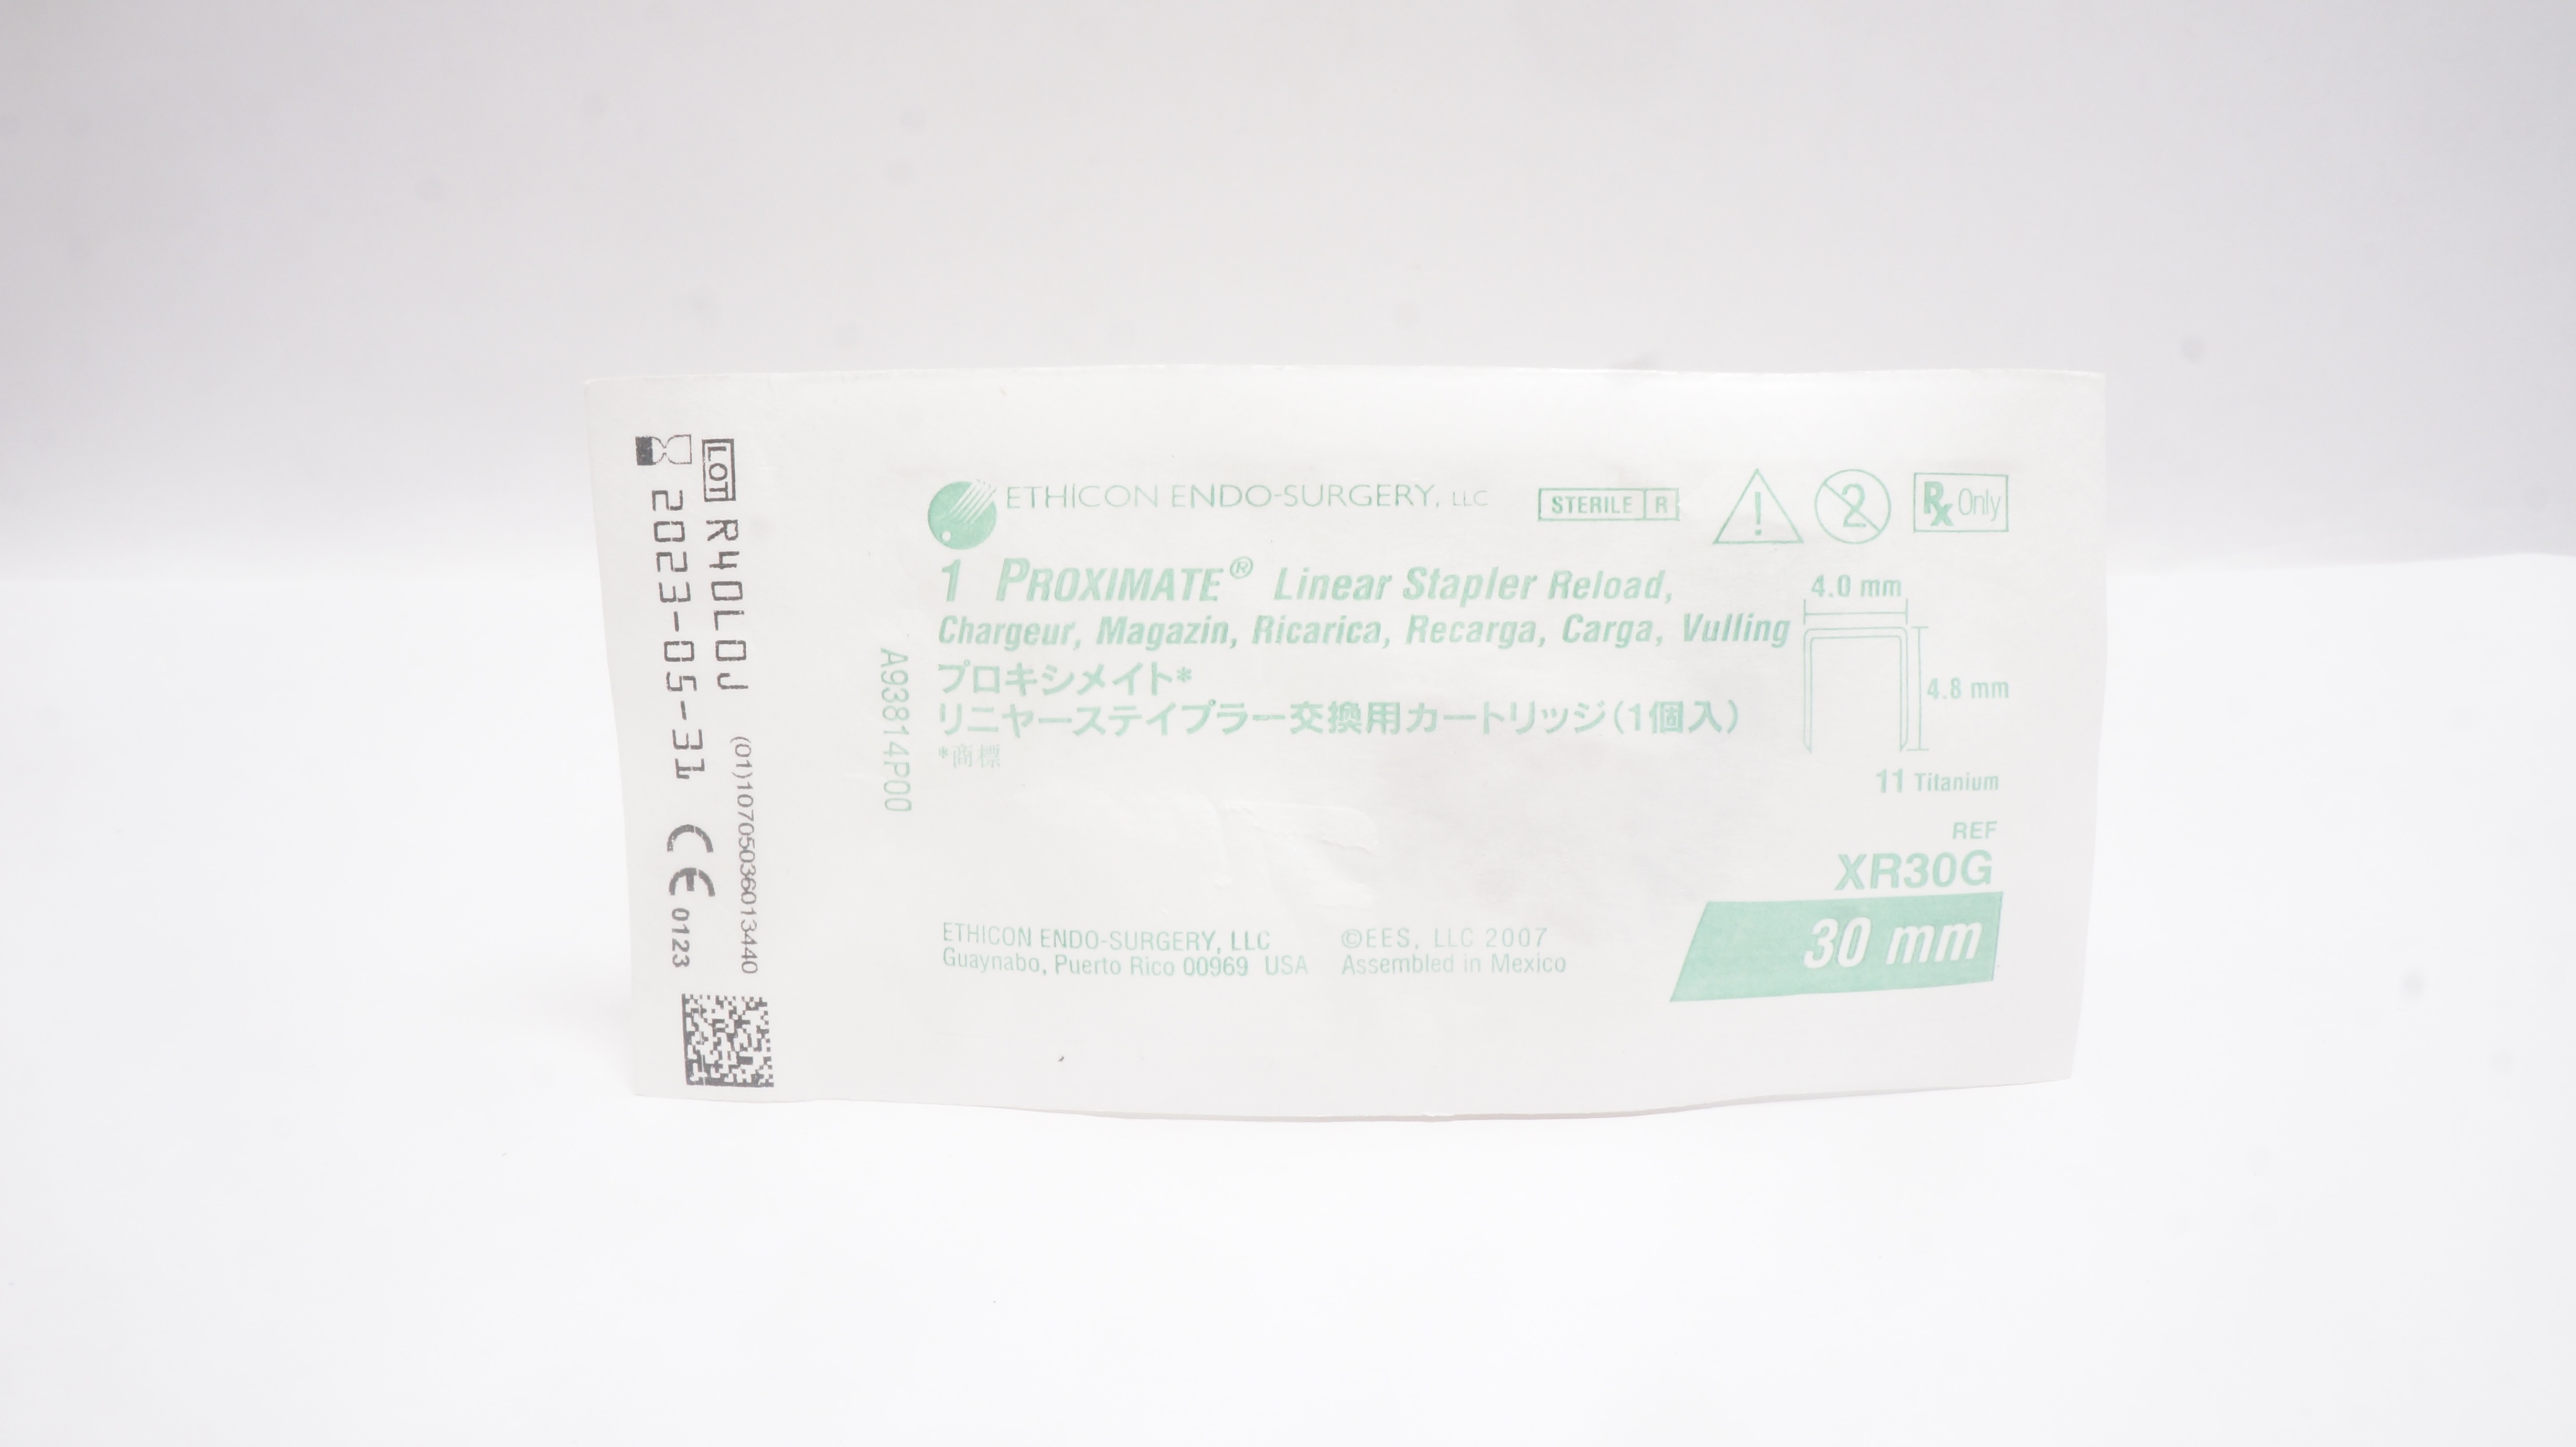 LOT R40L0J
2023-05-31
(01)10705036013440
CE 0123
A93814P00
ETHICON ENDO-SURGERY, LLC
STERILE R
2
Rx Only
1 PROXIMATE® Linear Stapler Reload,
Chargeur, Magazin, Ricarica, Recarga, Carga, Vulling
プロキシメイト*
リニヤーステイプラー交換用カートリッジ(1個入)
*商標
4.0 mm
4.8 mm
11 Titanium
REF
XR30G
30 mm
ETHICON ENDO-SURGERY, LLC
Guaynabo, Puerto Rico 00969 USA
©EES, LLC 2007
Assembled in Mexico